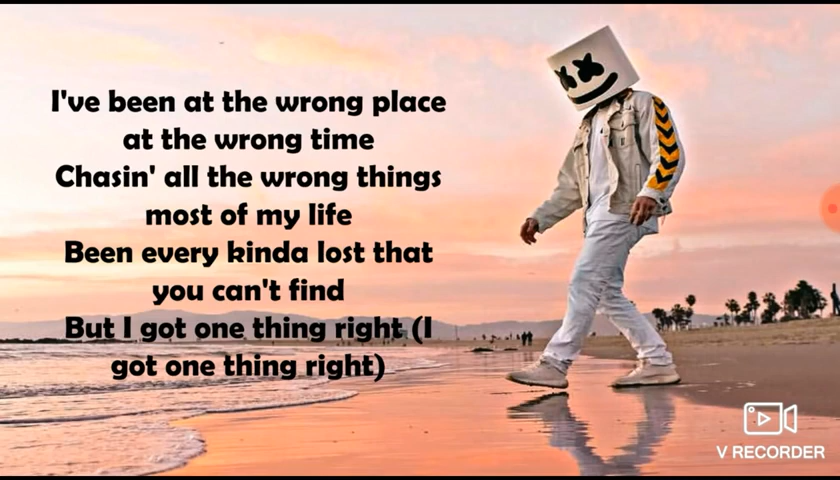 I've been at the wrong place
at the wrong time
Chasin' all the wrong things
most of my life
Been every kinda lost that
you can't find
But I got one thing right (I
got one thing right)
V RECORDER